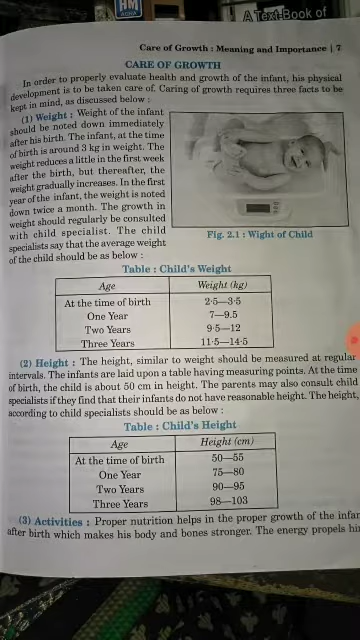 HM
AGRA
A Text Book of
Care of Growth : Meaning and Importance | 7
CARE OF GROWTH
In order to properly evaluate health and growth of the infant, his physical
development is to be taken care of. Caring of growth requires three facts to be
kept in mind, as discussed below :
(1) Weight : Weight of the infant
should be noted down immediately
after his birth. The infant, at the time
of birth is around 3 kg in weight. The
weight reduces a little in the first week
after the birth, but thereafter, the
weight gradually increases. In the first
year of the infant, the weight is noted
down twice a month. The growth in
weight should regularly be consulted
with child specialist. The child
specialists say that the average weight
of the child should be as below :
Fig. 2.1 : Wight of Child
Table : Child's Weight
Age Weight (kg)
At the time of birth 2·5—3·5
One Year 7—9.5
Two Years 9·5—12
Three Years 11·5—14·5
(2) Height : The height, similar to weight should be measured at regular
intervals. The infants are laid upon a table having measuring points. At the time
of birth, the child is about 50 cm in height. The parents may also consult child
specialists if they find that their infants do not have reasonable height. The height,
according to child specialists should be as below :
Table : Child's Height
Age Height (cm)
At the time of birth 50—55
One Year 75—80
Two Years 90—95
Three Years 98—103
(3) Activities : Proper nutrition helps in the proper growth of the infan
after birth which makes his body and bones stronger. The energy propels hi